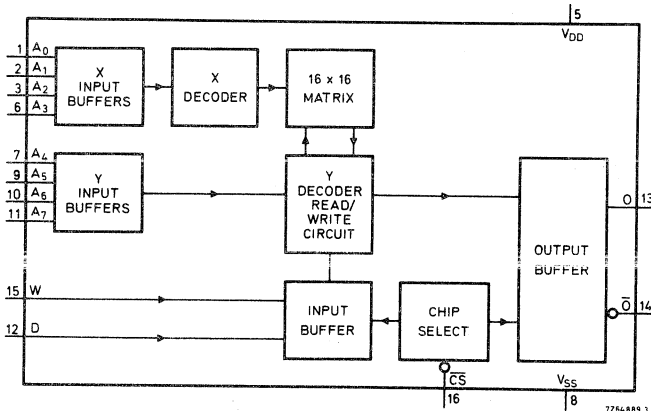 5
VDD
1 A0
2 A1
3 A2
6 A3
X
INPUT
BUFFERS
X
DECODER
16 x 16
MATRIX
7 A4
9 A5
10 A6
11 A7
Y
INPUT
BUFFERS
Y
DECODER
READ/
WRITE
CIRCUIT
OUTPUT
BUFFER
O 13
O̅ 14
15 W
12 D
INPUT
BUFFER
CHIP
SELECT
C̅S̅
16
VSS
8
7Z64889.1